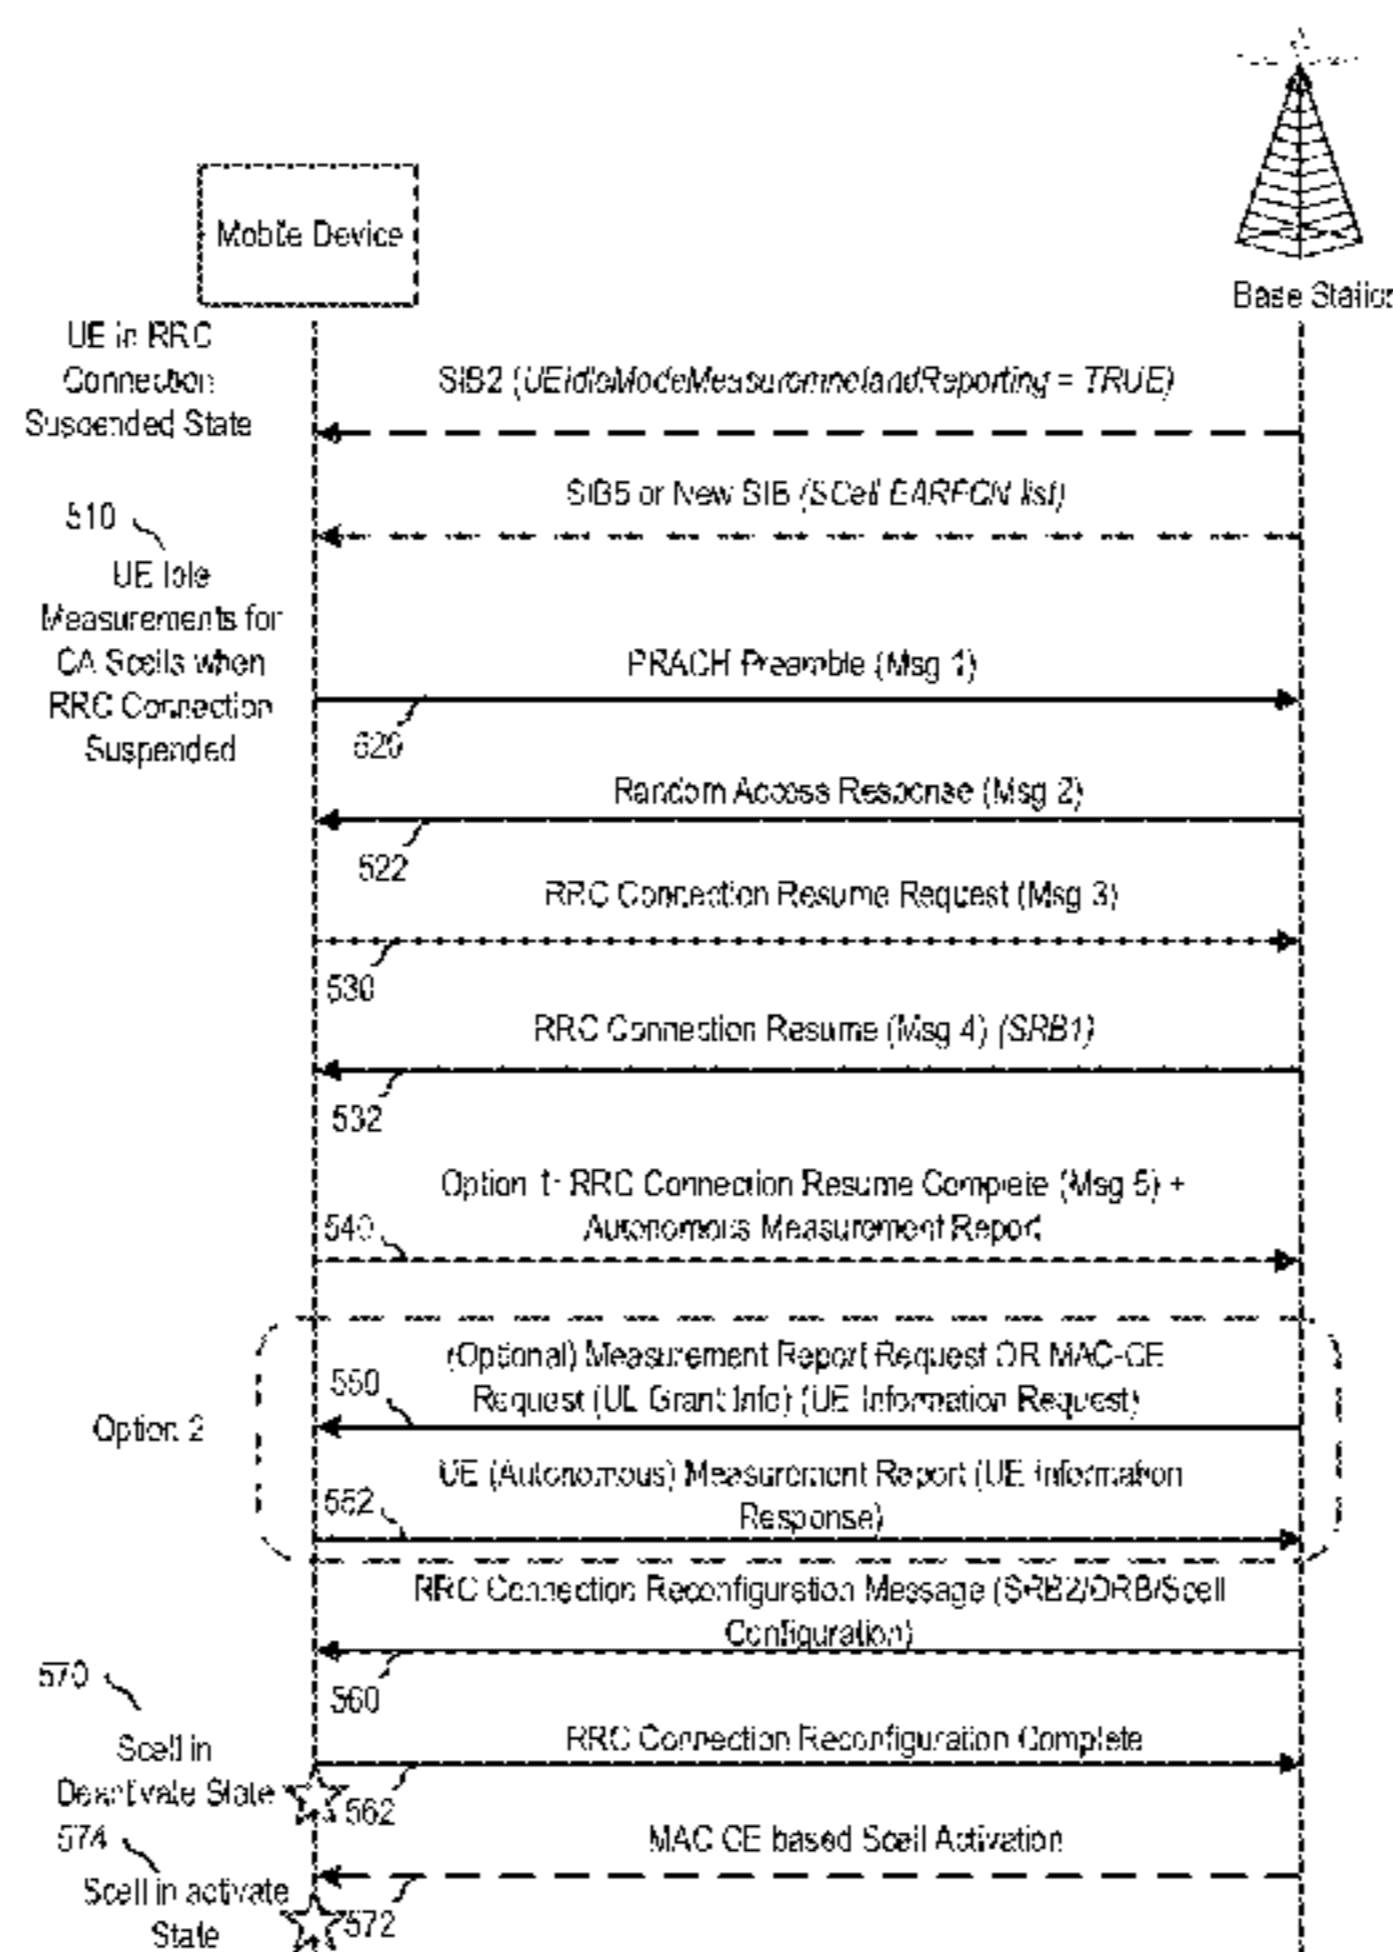 Mobile Device
Base Station
UE in RRC
Connection
Suspended State
SIB2 (UEIdleModeMeasuromnelandReporting = TRUE)
SIB5 or New SIB (SCell EARFCN list)
510
UE Idle
Measurements for
CA Scells when
RRC Connection
Suspended
PRACH Preamble (Msg 1)
520
Random Access Response (Msg 2)
522
RRC Connection Resume Request (Msg 3)
530
RRC Connection Resume (Msg 4) (SRB1)
532
Option 1: RRC Connection Resume Complete (Msg 5) +
Autonomous Measurement Report
540
(Optional) Measurement Report Request OR MAC-CE
Request (UL Grant Info) (UE Information Request)
550
Option 2
UE (Autonomous) Measurement Report (UE Information
Response)
552
RRC Connection Reconfiguration Message (SRB2/DRB/Scell
Configuration)
560
570
Scell in
Deactivate State
RRC Connection Reconfiguration Complete
562
574
Scell in activate
State
MAC CE based Scell Activation
572